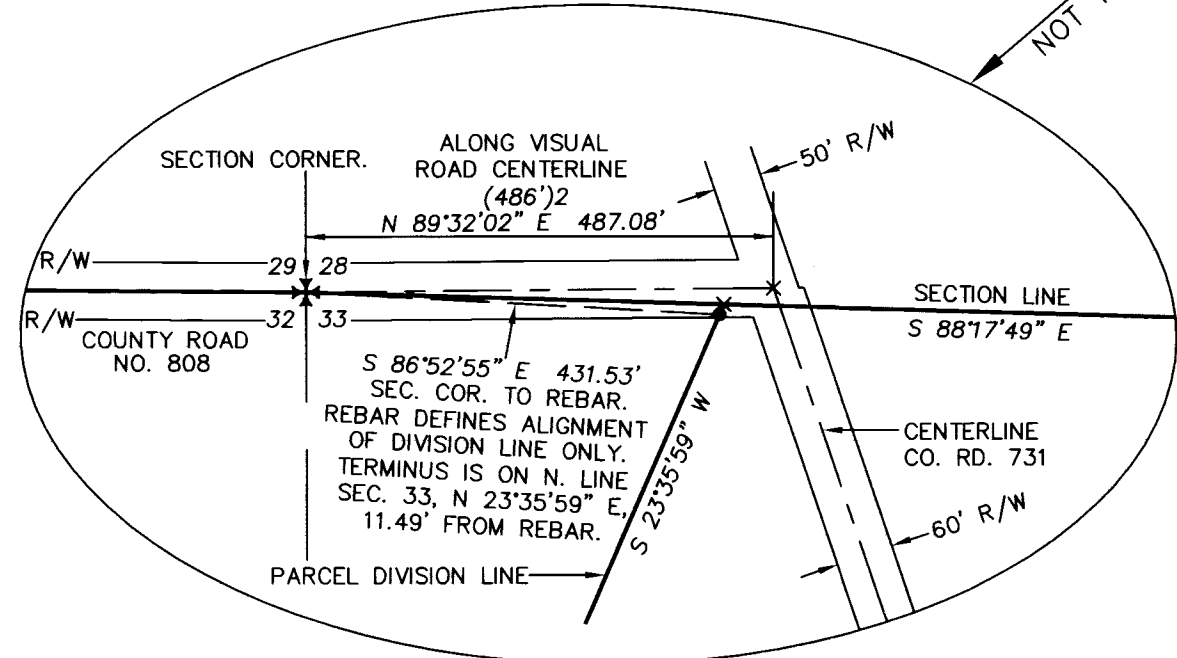 NOT
50' R/W
SECTION CORNER.
ALONG VISUAL
ROAD CENTERLINE
(486')2
N 89°32'02" E 487.08'
R/W
29 28
SECTION LINE
S 88°17'49" E
R/W
32 33
COUNTY ROAD
NO. 808
S 86°52'55" E 431.53'
SEC. COR. TO REBAR.
REBAR DEFINES ALIGNMENT
OF DIVISION LINE ONLY.
TERMINUS IS ON N. LINE
SEC. 33, N 23°35'59" E,
11.49' FROM REBAR.
S 23°35'59" W
CENTERLINE
CO. RD. 731
60' R/W
PARCEL DIVISION LINE